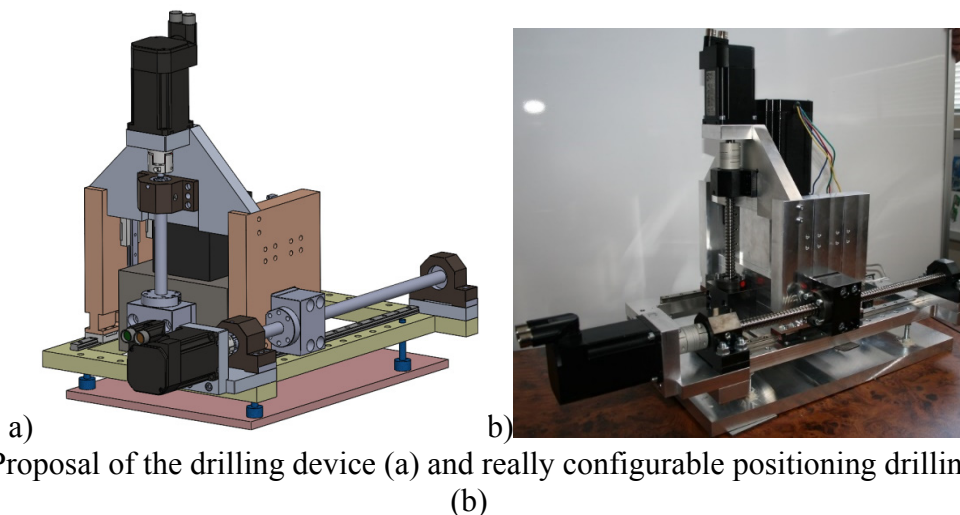 a)
b)
Proposal of the drilling device (a) and really configurable positioning drillin
(b)